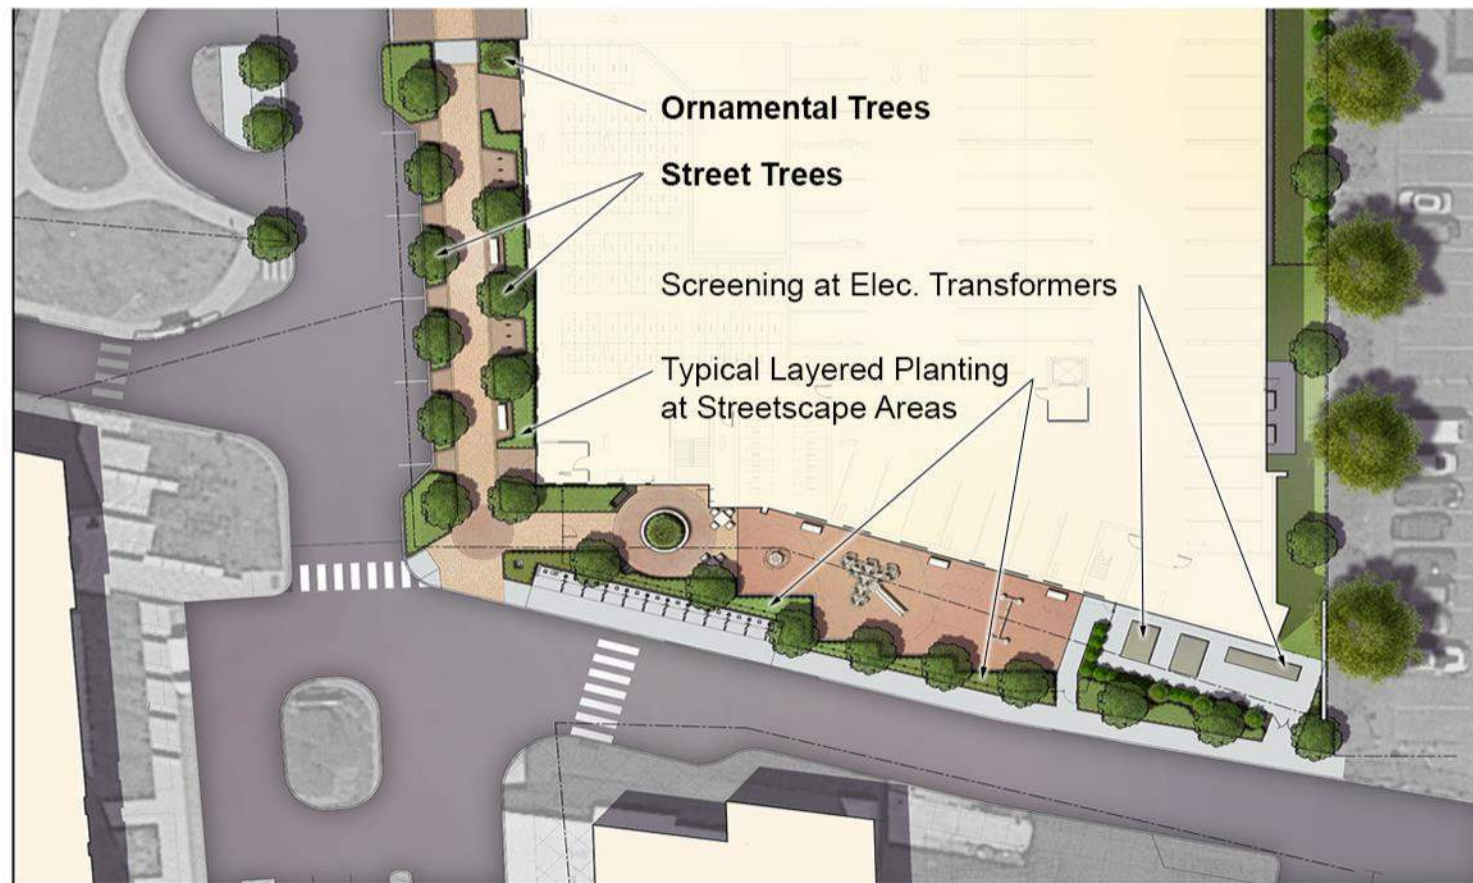 Ornamental Trees
Street Trees
Screening at Elec. Transformers
Typical Layered Planting
at Streetscape Areas